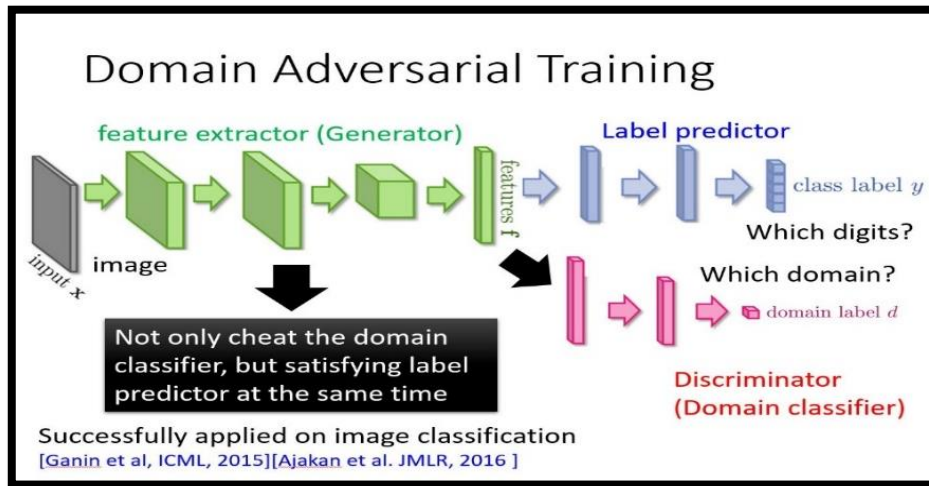 Domain Adversarial Training
feature extractor (Generator)
Label predictor
features f
class label y
Which digits?
input x
image
Which domain?
domain label d
Not only cheat the domain
classifier, but satisfying label
predictor at the same time
Discriminator
(Domain classifier)
Successfully applied on image classification
[Ganin et al, ICML, 2015][Ajakan et al. JMLR, 2016 ]